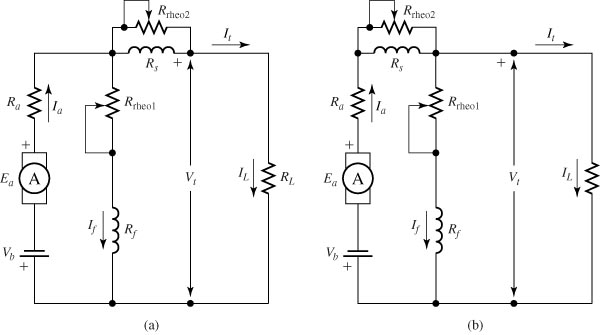 R_rheo2
I_t
R_s
+
R_a
I_a
R_rheo1
+
E_a
A
V_t
I_L
R_L
I_f
R_f
V_b
+
(a)
R_rheo2
I_t
R_s
+
R_a
I_a
R_rheo1
+
E_a
A
V_t
I_L
I_f
R_f
V_b
+
(b)